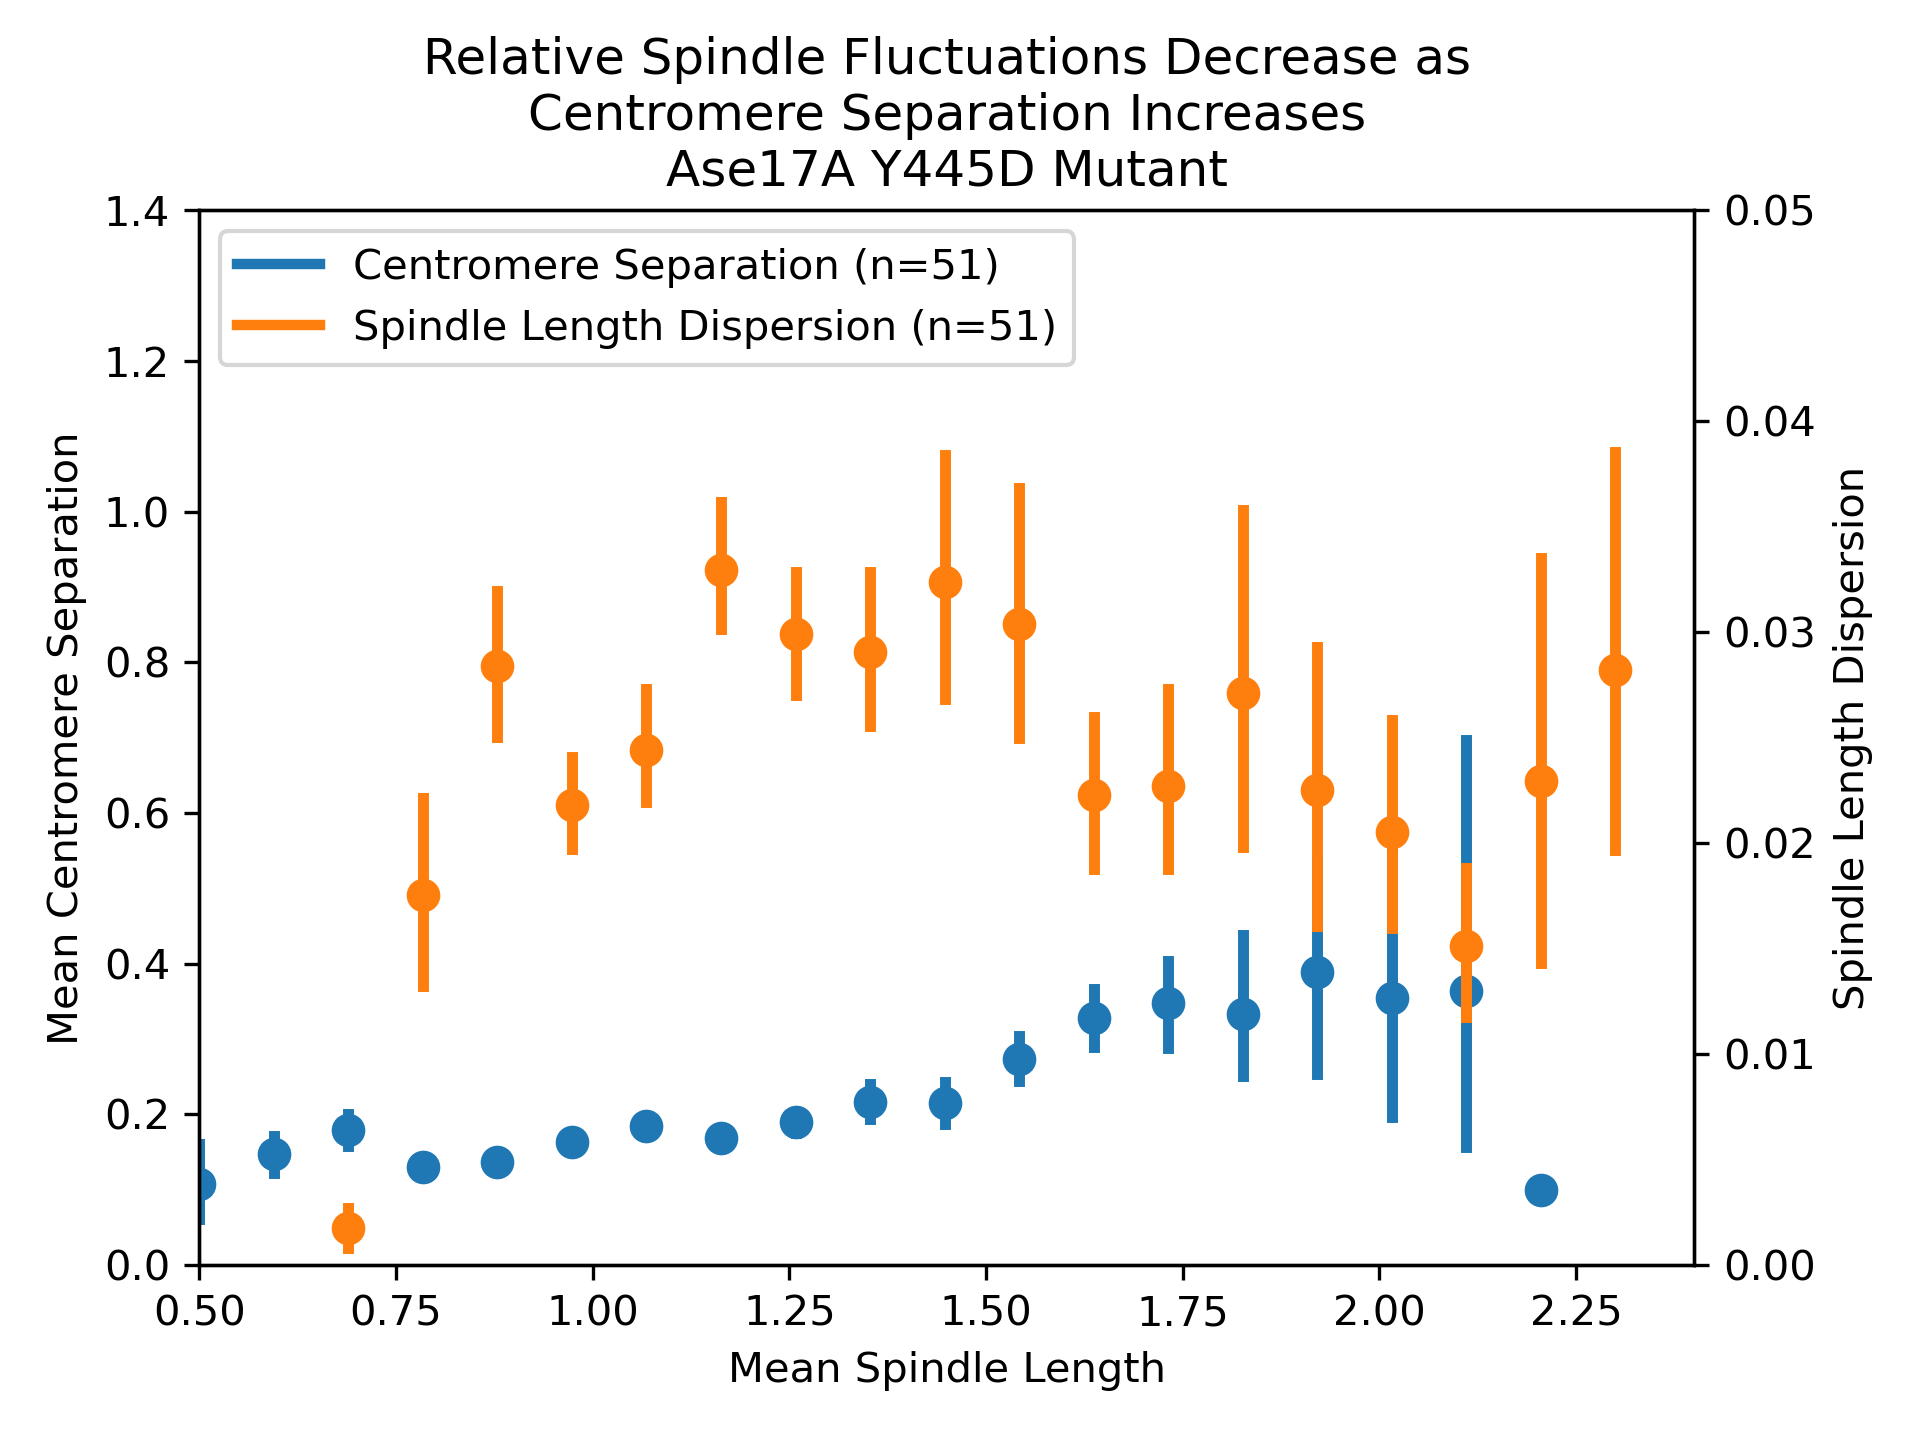 Relative Spindle Fluctuations Decrease as
Centromere Separation Increases
Ase17A Y445D Mutant
Centromere Separation (n=51)
Spindle Length Dispersion (n=51)
Mean Centromere Separation
1.4
1.2
1.0
0.8
0.6
0.4
0.2
0.0
0.05
0.04
0.03
0.02
0.01
0.00
Spindle Length Dispersion
0.50 0.75 1.00 1.25 1.50 1.75 2.00 2.25
Mean Spindle Length